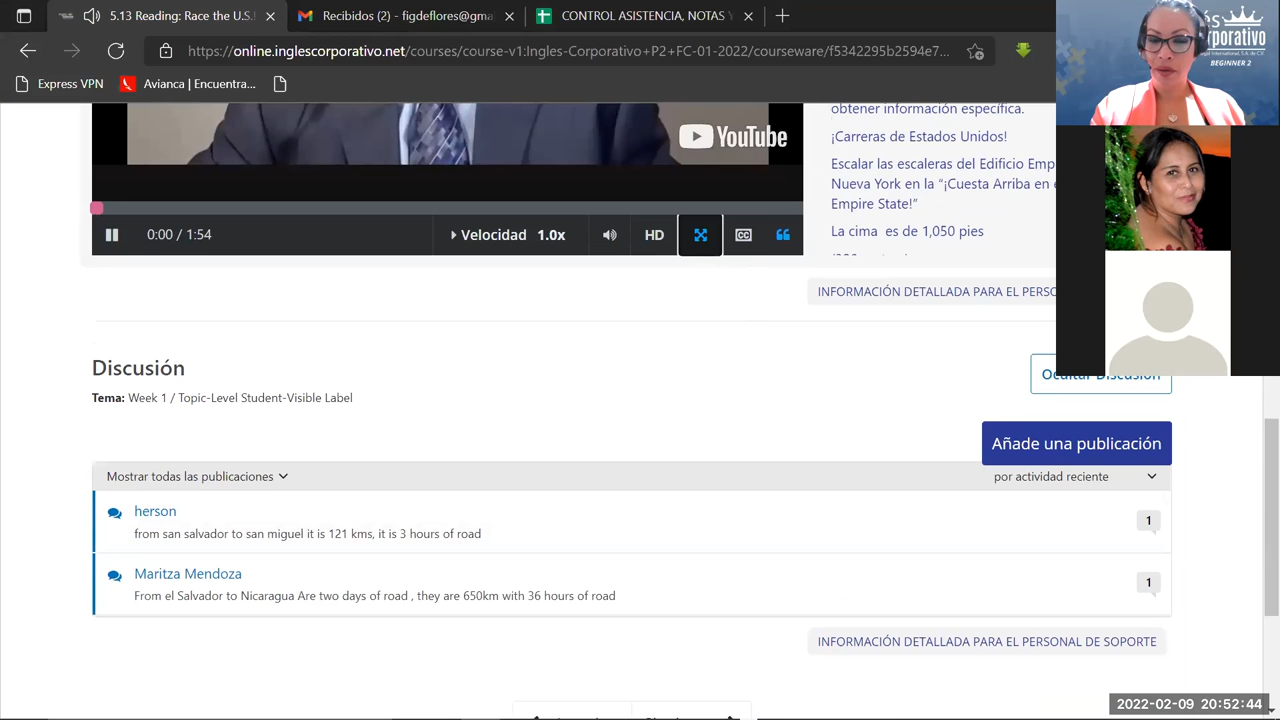 5.13 Reading: Race the U.S.
Recibidos (2) - figdeflores@gma
CONTROL ASISTENCIA, NOTAS Y
https://online.inglescorporativo.net/courses/course-v1:Ingles-Corporativo+P2+FC-01-2022/courseware/f5342295b2594e7...
Express VPN
Avianca | Encuentra...
orporativo
BEGINNER 2
YouTube
obtener información específica.
¡Carreras de Estados Unidos!
Escalar las escaleras del Edificio Emp
Nueva York en la “¡Cuesta Arriba en e
Empire State!”
La cima es de 1,050 pies
0:00 / 1:54
Velocidad 1.0x
HD
CC
INFORMACIÓN DETALLADA PARA EL PERSO
Discusión
Ocultar Discusión
Tema: Week 1 / Topic-Level Student-Visible Label
Añade una publicación
Mostrar todas las publicaciones
por actividad reciente
herson
from san salvador to san miguel it is 121 kms, it is 3 hours of road
1
Maritza Mendoza
From el Salvador to Nicaragua Are two days of road , they are 650km with 36 hours of road
1
INFORMACIÓN DETALLADA PARA EL PERSONAL DE SOPORTE
2022-02-09 20:52:44